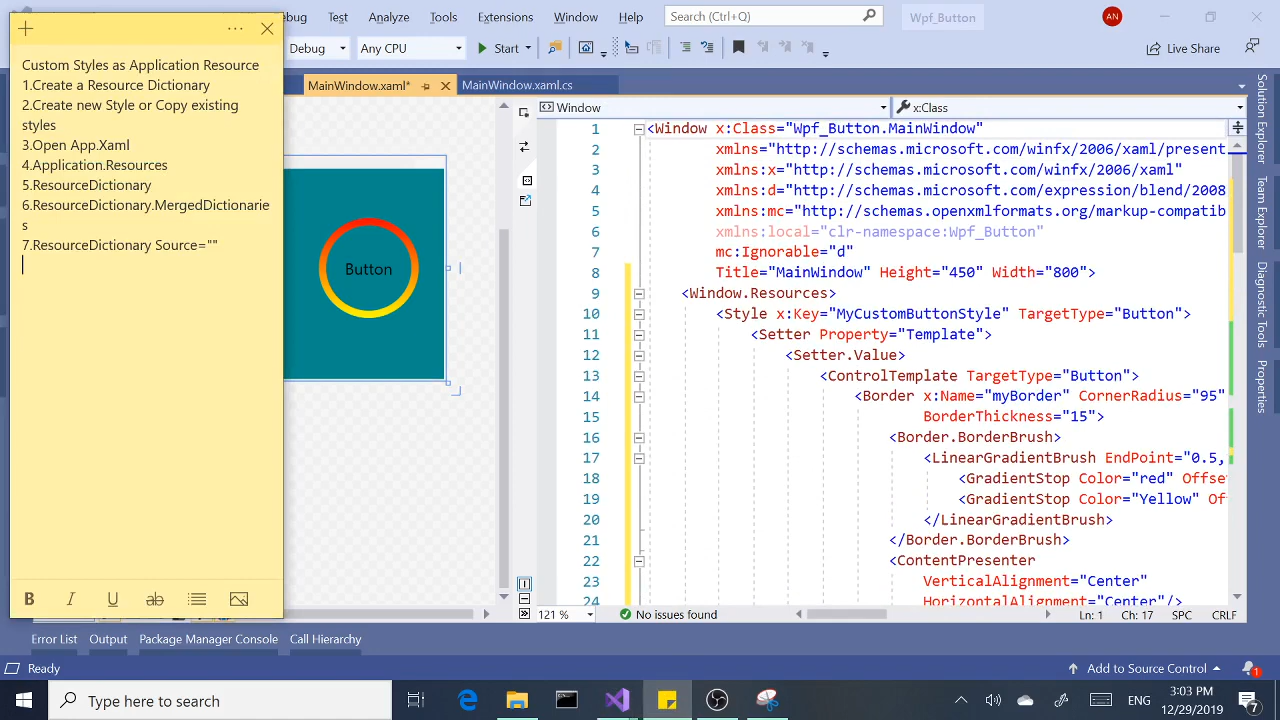 Debug
Project
Analyze
Tools
Extensions
Window
Help
Search (Ctrl+Q)
Wpf_Button
AN
Debug
Any CPU
Start
Live Share
Custom Styles as Application Resource
1.Create a Resource Dictionary
2.Create new Style or Copy existing
styles
3.Open App.Xaml
4.Application.Resources
5.ResourceDictionary
6.ResourceDictionary.MergedDictionarie
s
7.ResourceDictionary Source=""
B I U ab
MainWindow.xaml*
MainWindow.xaml.cs
Button
Window
x:Class
1 <Window x:Class="Wpf_Button.MainWindow"
2 xmlns="http://schemas.microsoft.com/winfx/2006/xaml/present
3 xmlns:x="http://schemas.microsoft.com/winfx/2006/xaml"
4 xmlns:d="http://schemas.microsoft.com/expression/blend/2008
5 xmlns:mc="http://schemas.openxmlformats.org/markup-compatib
6 xmlns:local="clr-namespace:Wpf_Button"
7 mc:Ignorable="d"
8 Title="MainWindow" Height="450" Width="800">
9 <Window.Resources>
10 <Style x:Key="MyCustomButtonStyle" TargetType="Button">
11 <Setter Property="Template">
12 <Setter.Value>
13 <ControlTemplate TargetType="Button">
14 <Border x:Name="myBorder" CornerRadius="95"
15 BorderThickness="15">
16 <Border.BorderBrush>
17 <LinearGradientBrush EndPoint="0.5,
18 <GradientStop Color="red" Offse
19 <GradientStop Color="Yellow" Of
20 </LinearGradientBrush>
21 </Border.BorderBrush>
22 <ContentPresenter
23 VerticalAlignment="Center"
24 HorizontalAlignment="Center"/>
121 %
No issues found
Ln: 1
Ch: 17
SPC
CRLF
Solution Explorer
Team Explorer
Diagnostic Tools
Properties
Error List
Output
Package Manager Console
Call Hierarchy
Ready
Add to Source Control
1
Type here to search
ENG
3:03 PM
12/29/2019
7